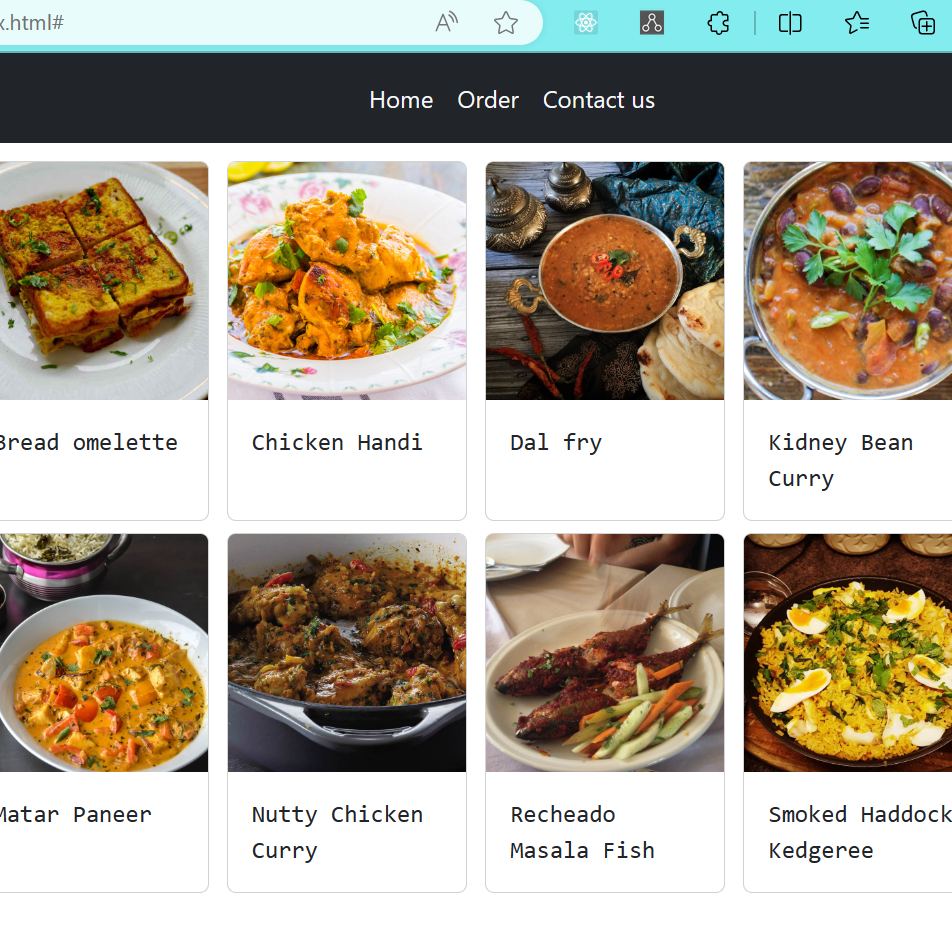 x.html#
Home Order Contact us
Bread omelette
Chicken Handi
Dal fry
Kidney Bean
Curry
Matar Paneer
Nutty Chicken
Curry
Recheado
Masala Fish
Smoked Haddock
Kedgeree